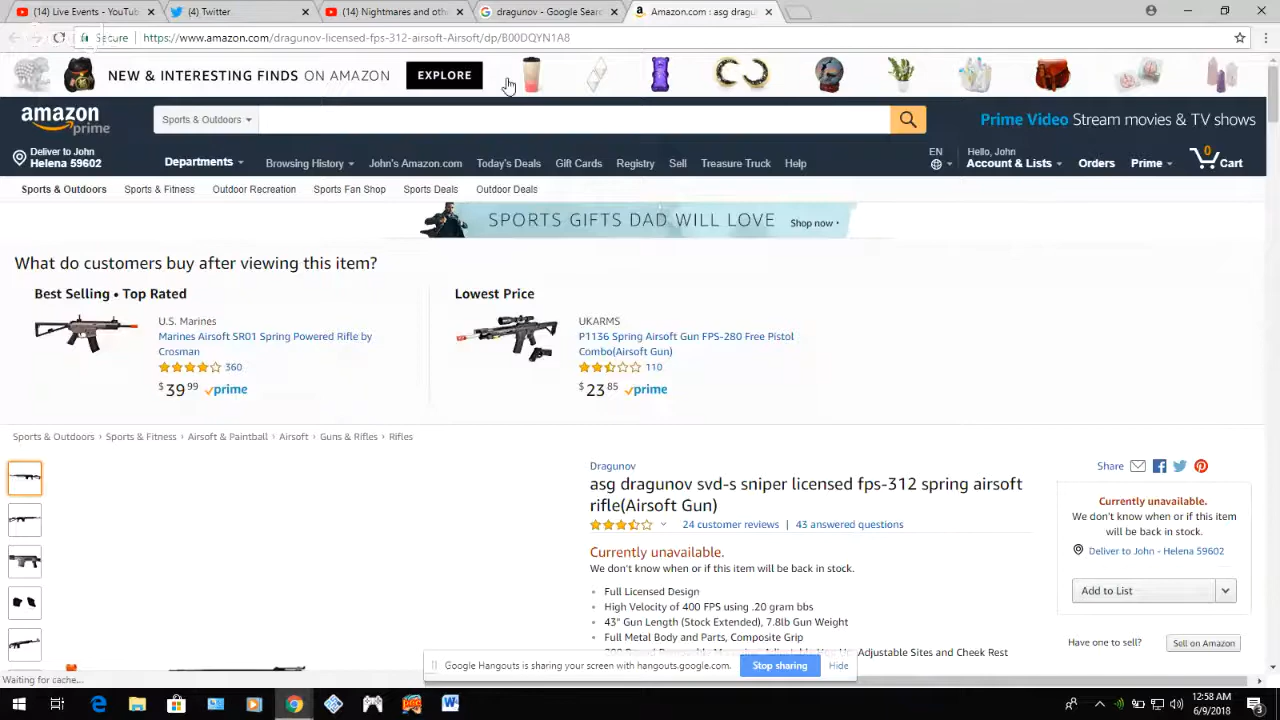 (14) Live Events - YouTub
(4) Twitter
(14) Nightmares and oth
dragunov - Google Search
Amazon.com : asg dragu
Secure
https://www.amazon.com/dragunov-licensed-fps-312-airsoft-Airsoft/dp/B00DQYN1A8
NEW & INTERESTING FINDS ON AMAZON
EXPLORE
amazon
prime
Sports & Outdoors
Prime Video Stream movies & TV shows
Deliver to John
Helena 59602
Departments
Browsing History
John's Amazon.com
Today's Deals
Gift Cards
Registry
Sell
Treasure Truck
Help
EN
Hello, John
Account & Lists
Orders
Prime
0
Cart
Sports & Outdoors
Sports & Fitness
Outdoor Recreation
Sports Fan Shop
Sports Deals
Outdoor Deals
SPORTS GIFTS DAD WILL LOVE
Shop now ›
What do customers buy after viewing this item?
Best Selling • Top Rated
U.S. Marines
Marines Airsoft SR01 Spring Powered Rifle by
Crosman
360
$39 99 prime
Lowest Price
UKARMS
P1136 Spring Airsoft Gun FPS-280 Free Pistol
Combo(Airsoft Gun)
110
$23 85 prime
Sports & Outdoors › Sports & Fitness › Airsoft & Paintball › Airsoft › Guns & Rifles › Rifles
Dragunov
asg dragunov svd-s sniper licensed fps-312 spring airsoft
rifle(Airsoft Gun)
24 customer reviews | 43 answered questions
Currently unavailable.
We don't know when or if this item will be back in stock.
• Full Licensed Design
• High Velocity of 400 FPS using .20 gram bbs
• 43" Gun Length (Stock Extended), 7.8lb Gun Weight
• Full Metal Body and Parts, Composite Grip
Adjustable Sites and Cheek Rest
Share
Currently unavailable.
We don't know when or if this item
will be back in stock.
Deliver to John - Helena 59602
Add to List
Have one to sell?
Sell on Amazon
Google Hangouts is sharing your screen with hangouts.google.com.
Stop sharing
Hide
Waiting for cache...
12:58 AM
6/9/2018
3